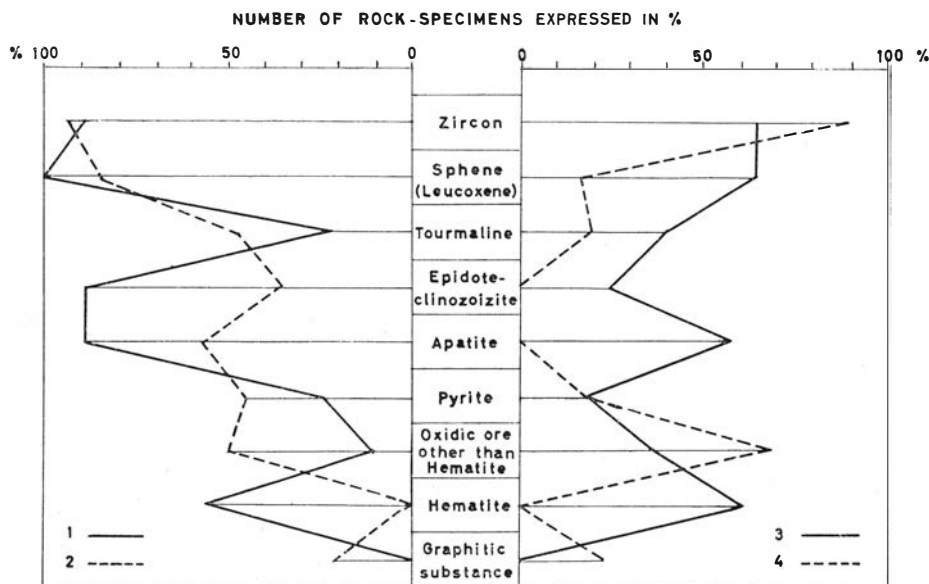 NUMBER OF ROCK-SPECIMENS EXPRESSED IN %
% 100 50 0 0 50 100 %
Zircon
Sphene
(Leucoxene)
Tourmaline
Epidote-
clinozoizite
Apatite
Pyrite
Oxidic ore
other than
Hematite
Hematite
Graphitic
substance
1
2
3
4